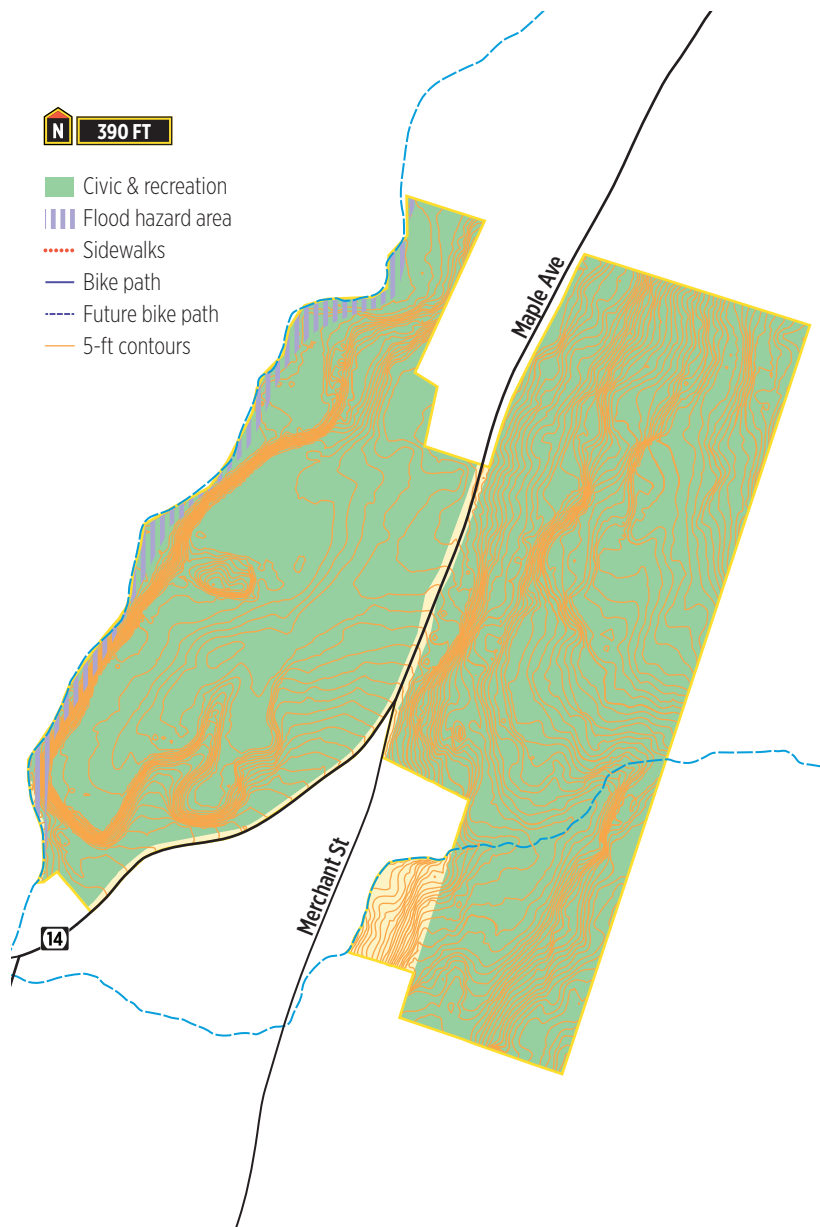 N 390 FT
Civic & recreation
Flood hazard area
Sidewalks
Bike path
Future bike path
5-ft contours
Maple Ave
Merchant St
14